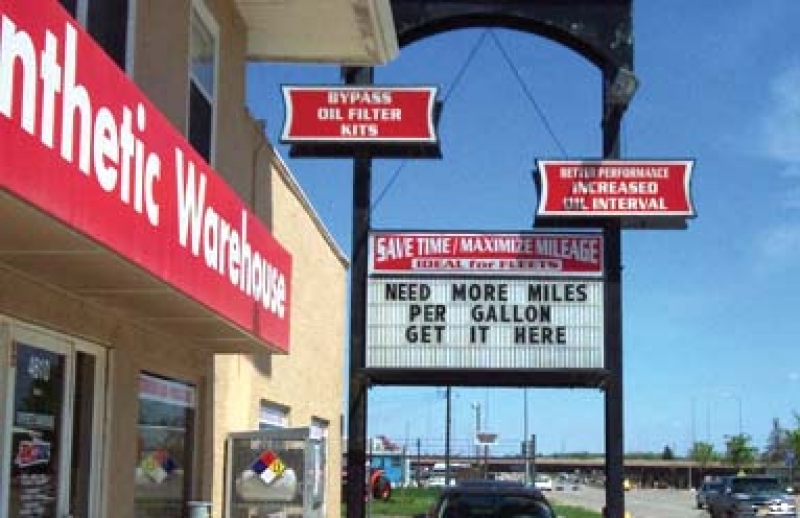 nthetic Warehouse
BYPASS
OIL FILTER
KITS
BETTER PERFORMANCE
INCREASED
OIL INTERVAL
SAVE TIME/MAXIMIZE MILEAGE
IDEAL for FLEETS
NEED MORE MILES
PER GALLON
GET IT HERE